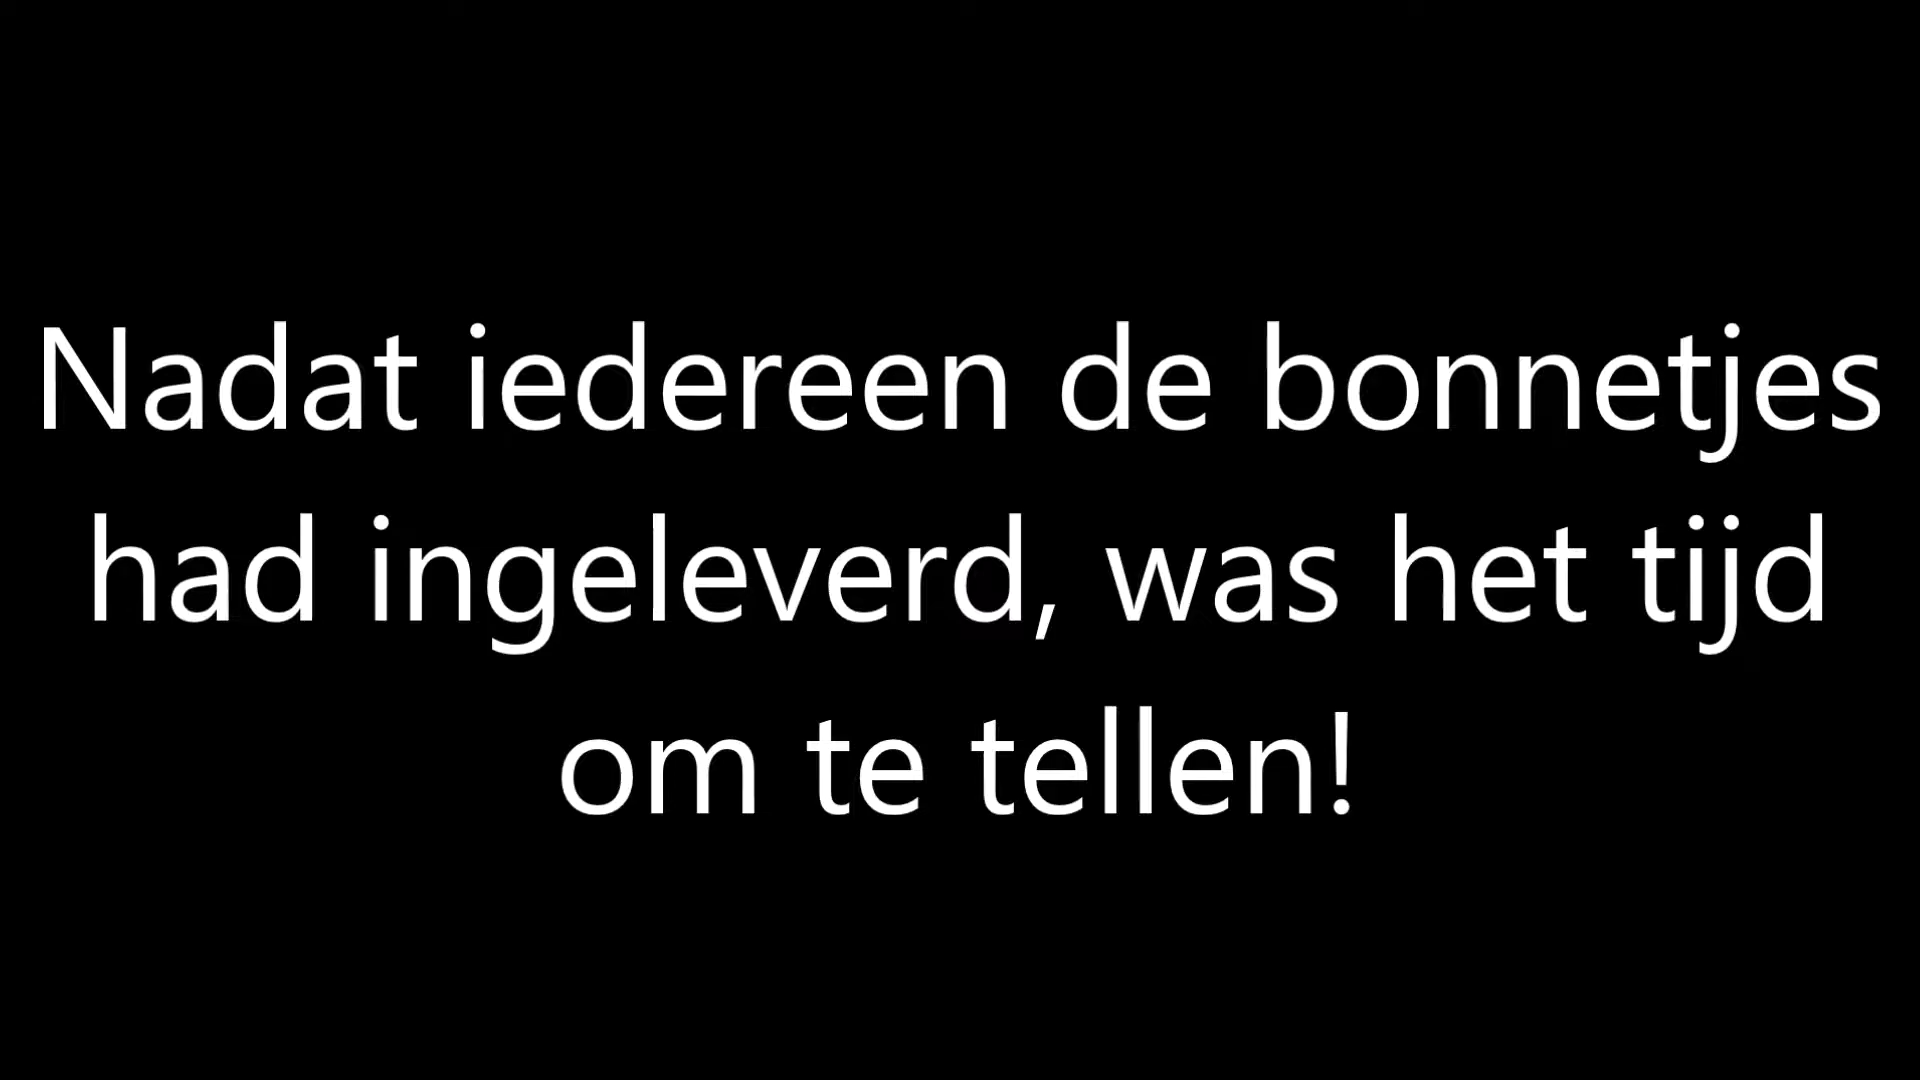 Nadat iedereen de bonnetjes
had ingeleverd, was het tijd
om te tellen!